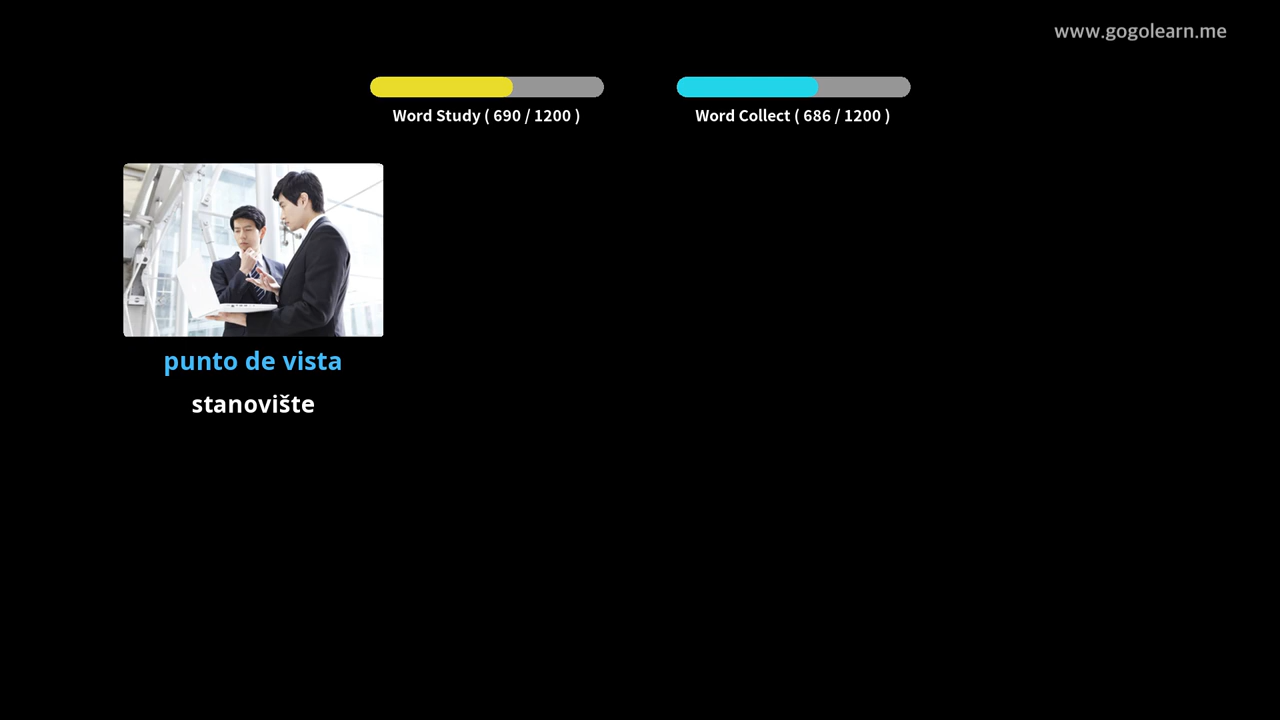 www.gogolearn.me
Word Study ( 690 / 1200 )
Word Collect ( 686 / 1200 )
punto de vista
stanovište